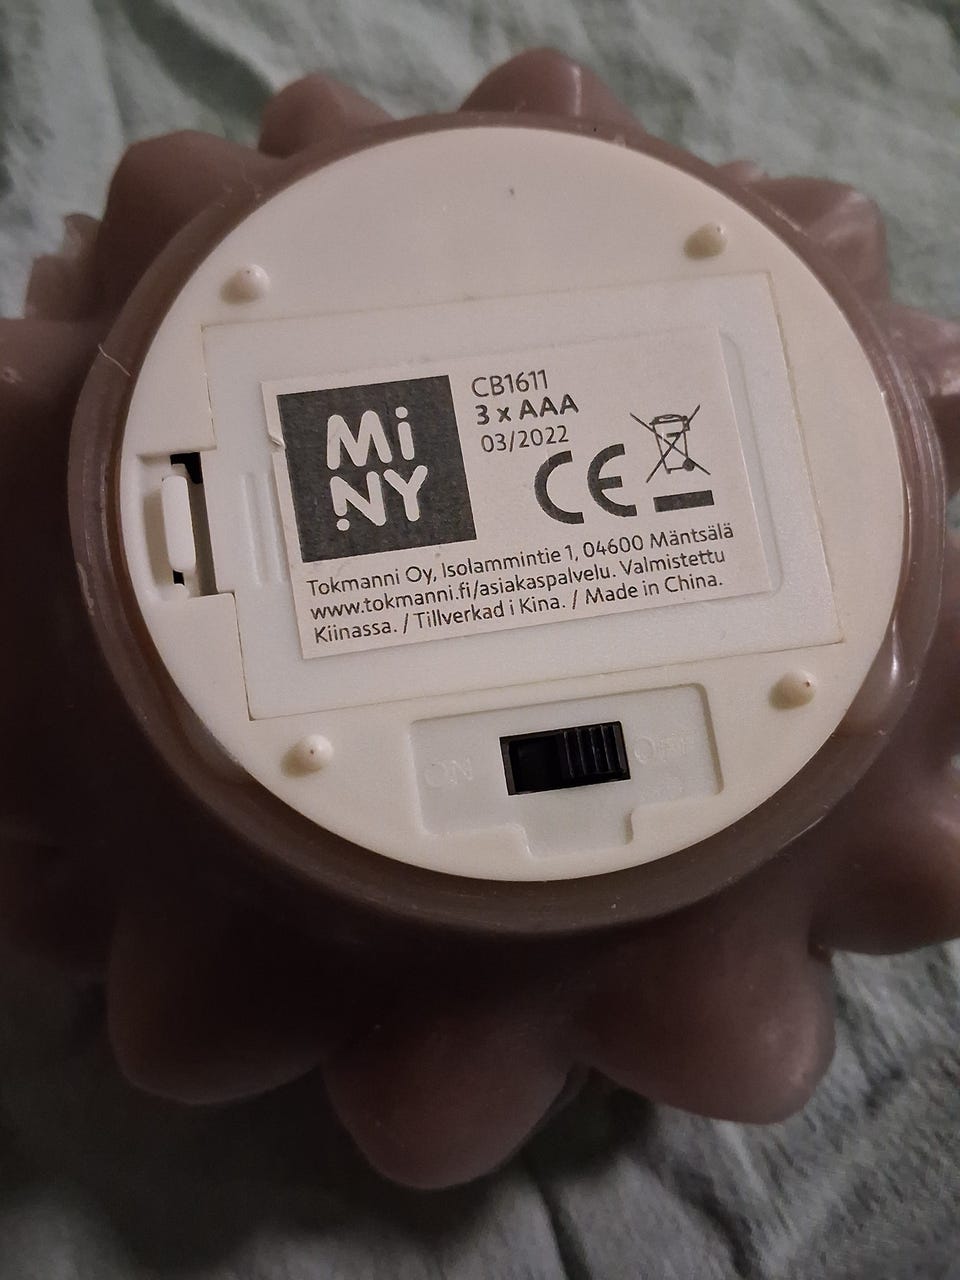 Mi
NY
CB1611
3 x AAA
03/2022
CE
Tokmanni Oy, Isolammintie 1, 04600 Mäntsälä
www.tokmanni.fi/asiakaspalvelu. Valmistettu
Kiinassa. / Tillverkad i Kina. / Made in China.
ON OFF